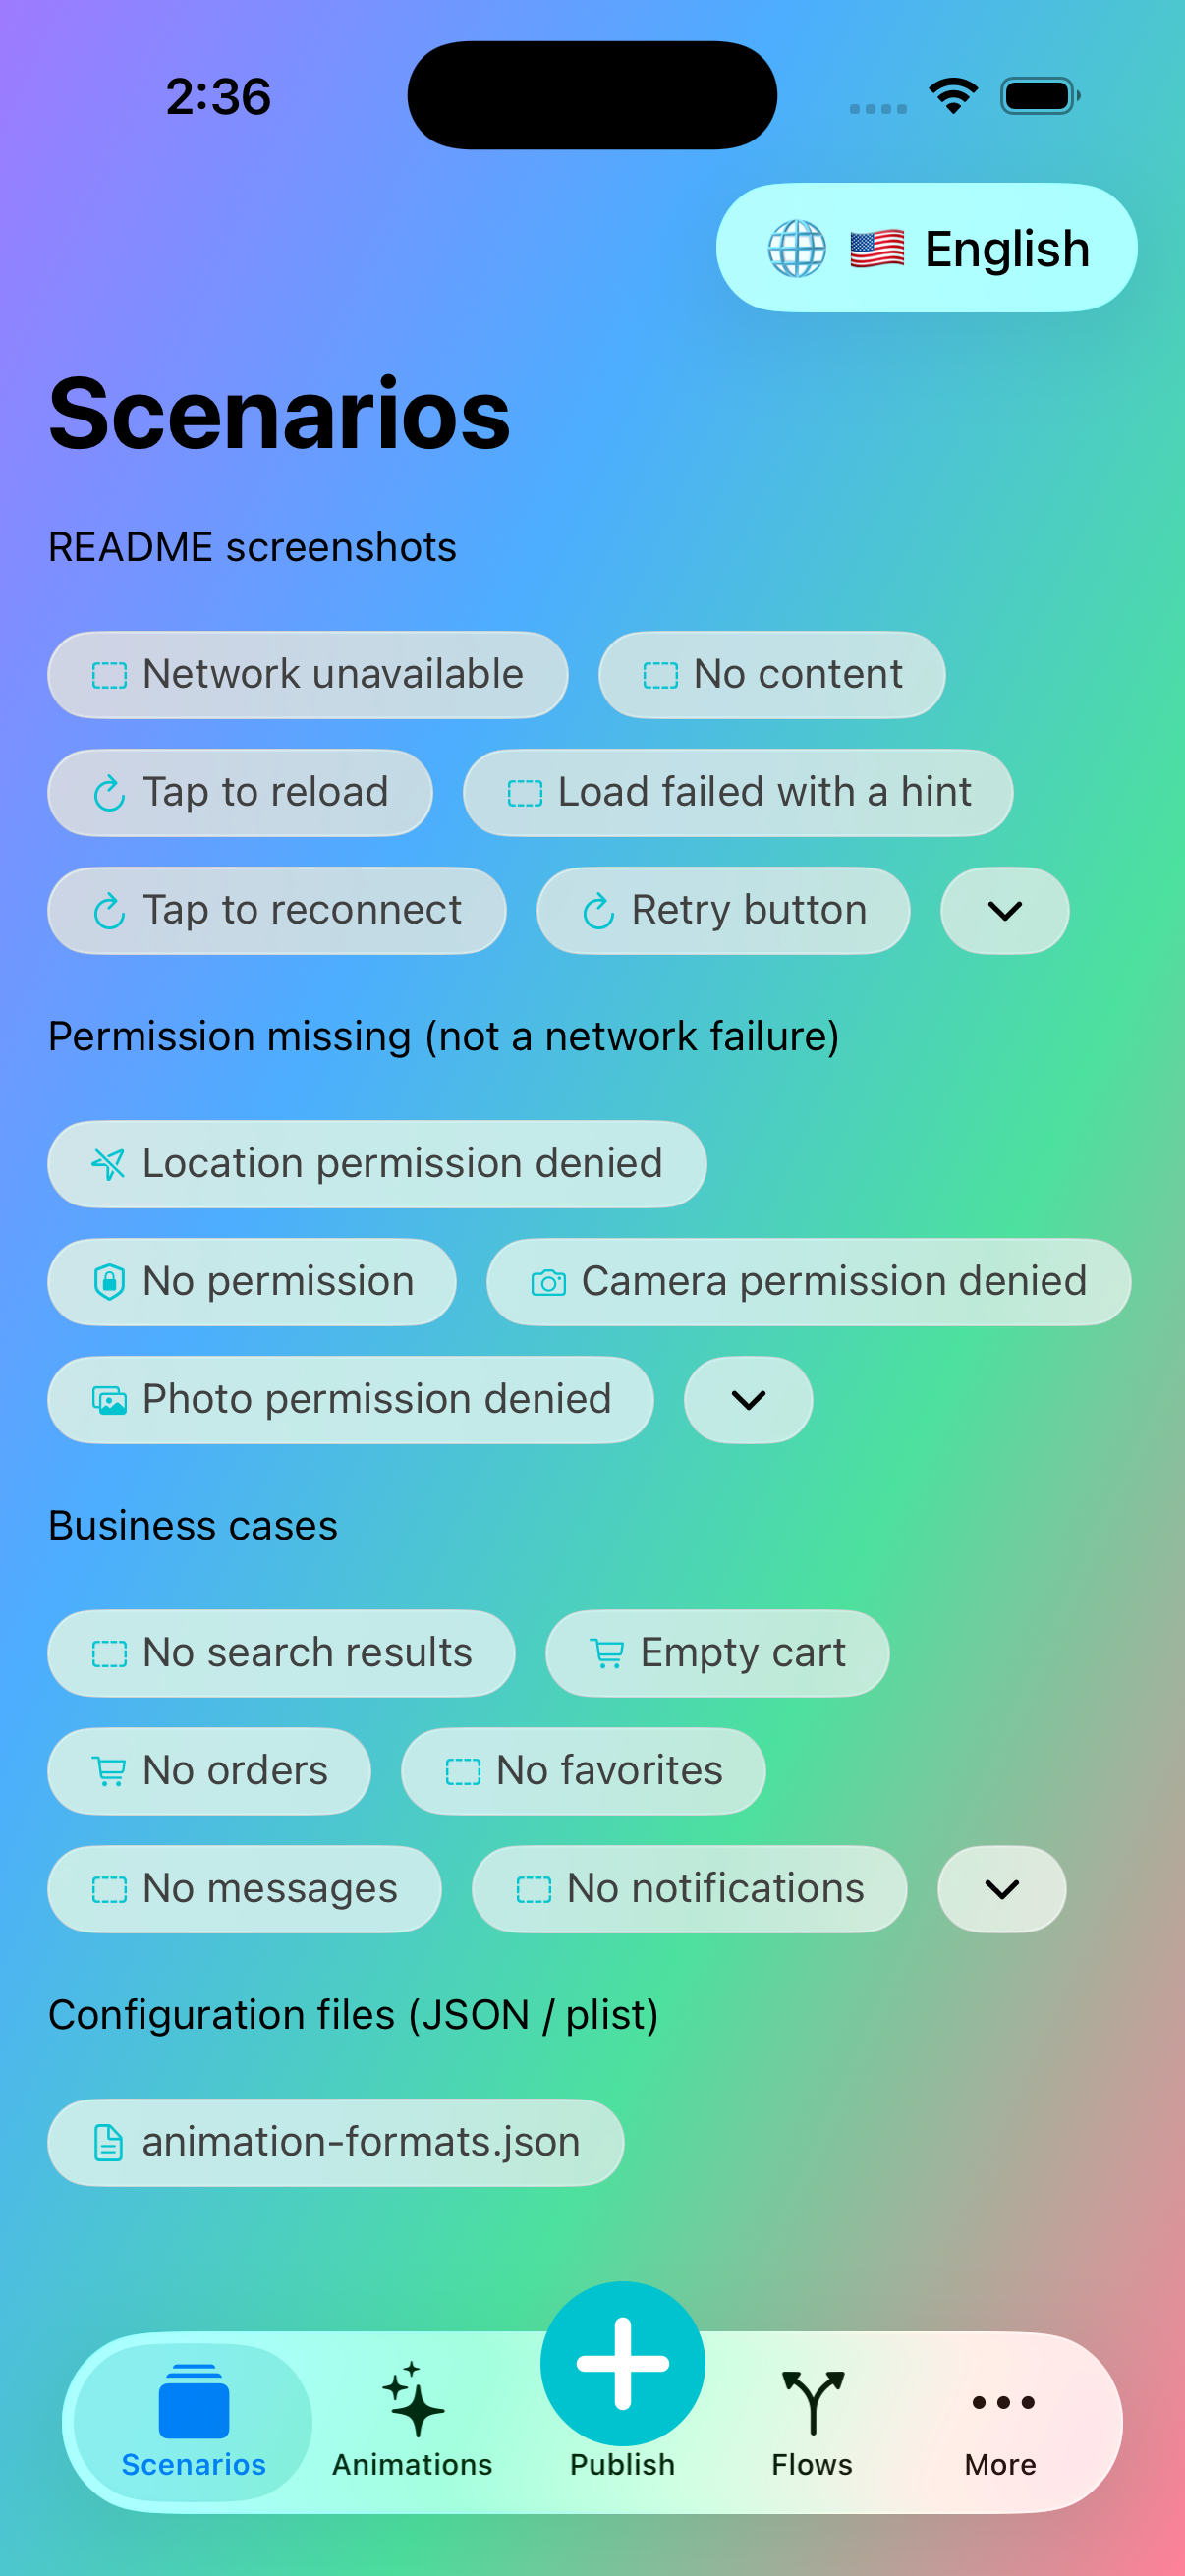 2:36
English
Scenarios
README screenshots
Network unavailable
No content
Tap to reload
Load failed with a hint
Tap to reconnect
Retry button
Permission missing (not a network failure)
Location permission denied
No permission
Camera permission denied
Photo permission denied
Business cases
No search results
Empty cart
No orders
No favorites
No messages
No notifications
Configuration files (JSON / plist)
animation-formats.json
Scenarios
Animations
Publish
Flows
More